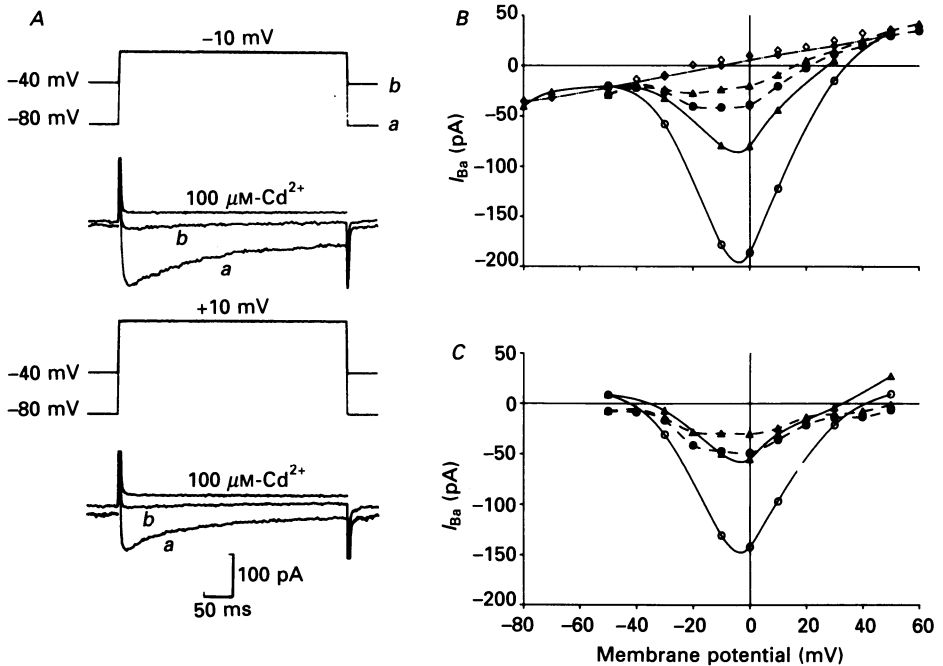 A
−10 mV
−40 mV
b
−80 mV
a
100 μM-Cd²⁺
b
a
+10 mV
−40 mV
−80 mV
100 μM-Cd²⁺
b
a
100 pA
50 ms
B
50
0
−50
−100
−150
−200
I_Ba (pA)
C
50
0
−50
−100
−150
−200
I_Ba (pA)
−80 −60 −40 −20 0 20 40 60
Membrane potential (mV)